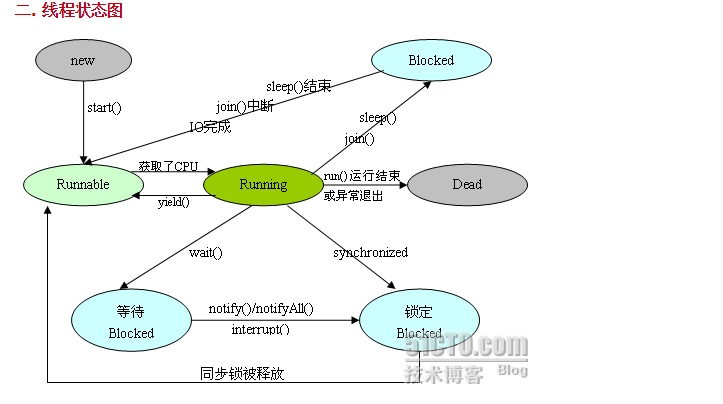 二. 线程状态图
new
Blocked
sleep()结束
start()
join()中断
sleep()
IO完成
join()
获取了CPU
Runnable
Running
run()运行结束
Dead
或异常退出
yield()
wait()
synchronized
等待
Blocked
notify()/notifyAll()
interrupt()
锁定
Blocked
51CTO.com
技术博客 Blog
同步锁被释放